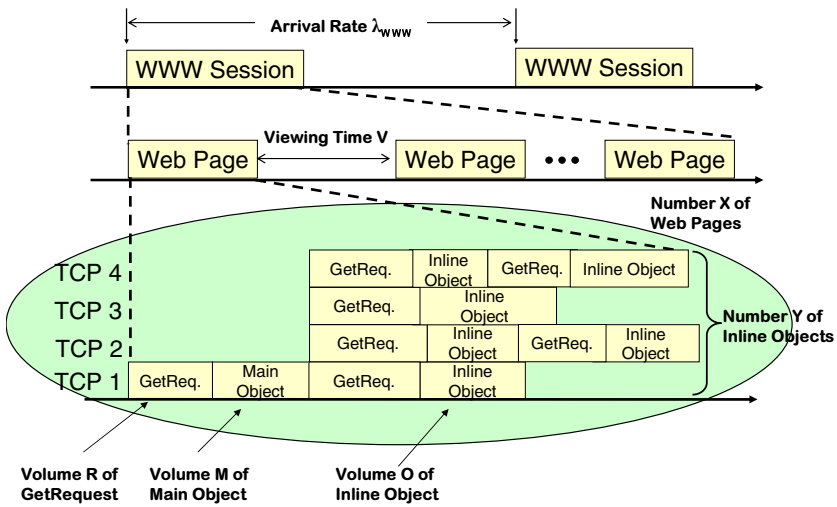 Arrival Rate λwww
WWW Session
WWW Session
Viewing Time V
Web Page
Web Page
•••
Web Page
Number X of
Web Pages
TCP 4
GetReq.
Inline
Object
GetReq.
Inline Object
TCP 3
GetReq.
Inline
Object
Number Y of
Inline Objects
TCP 2
GetReq.
Inline
Object
GetReq.
Inline
Object
TCP 1
GetReq.
Main
Object
GetReq.
Inline
Object
Volume R of
GetRequest
Volume M of
Main Object
Volume O of
Inline Object